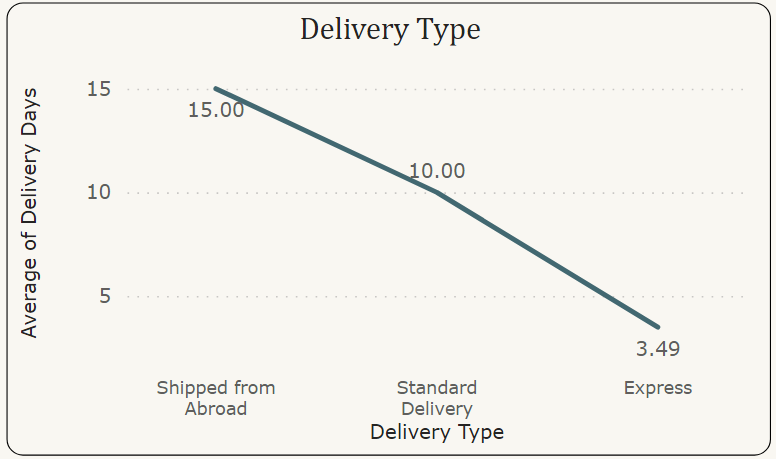 Delivery Type
Average of Delivery Days
15
10
5
15.00
10.00
3.49
Shipped from
Abroad
Standard
Delivery
Express
Delivery Type